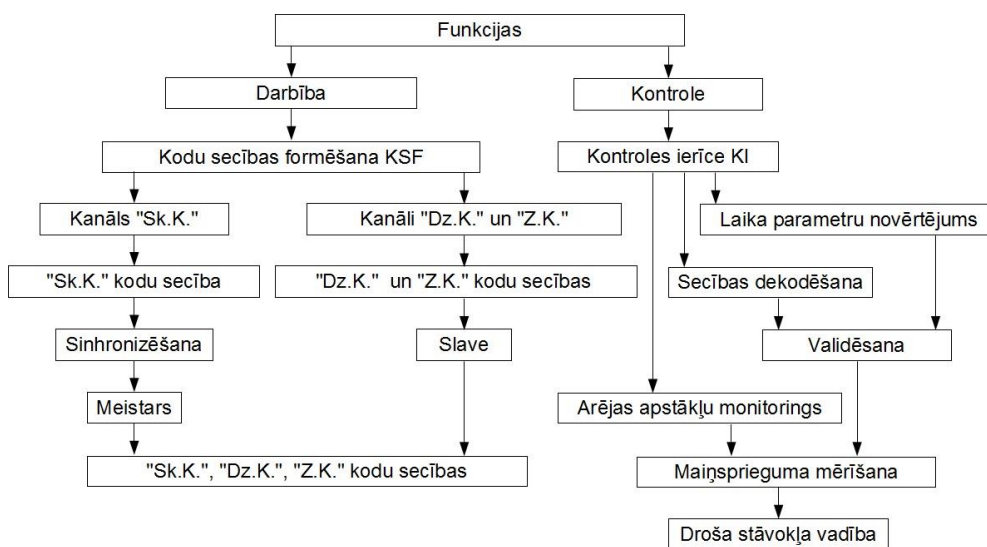 Funkcijas
Darbība
Kontrole
Kodu secības formēšana KSF
Kontroles ierīce KI
Kanāls "Sk.K."
Kanāli "Dz.K." un "Z.K."
Laika parametru novērtējums
"Sk.K." kodu secība
"Dz.K." un "Z.K." kodu secības
Secības dekodēšana
Sinhronizēšana
Slave
Validēsana
Meistars
Arējas apstākļu monitorings
"Sk.K.", "Dz.K.", "Z.K." kodu secības
Maiņsprieguma mērīšana
Droša stāvokļa vadība